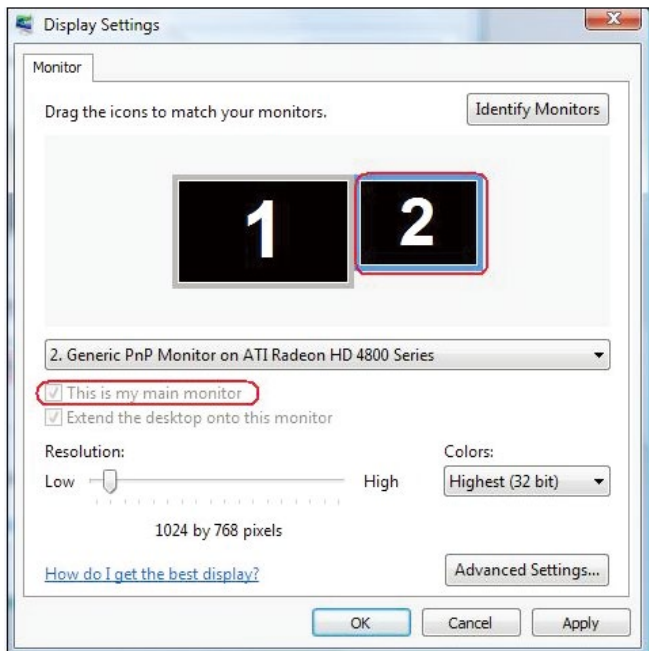 Display Settings
Monitor
Drag the icons to match your monitors. Identify Monitors
1 2
2. Generic PnP Monitor on ATI Radeon HD 4800 Series
This is my main monitor
Extend the desktop onto this monitor
Resolution: Colors:
Low High Highest (32 bit)
1024 by 768 pixels
How do I get the best display? Advanced Settings...
OK Cancel Apply